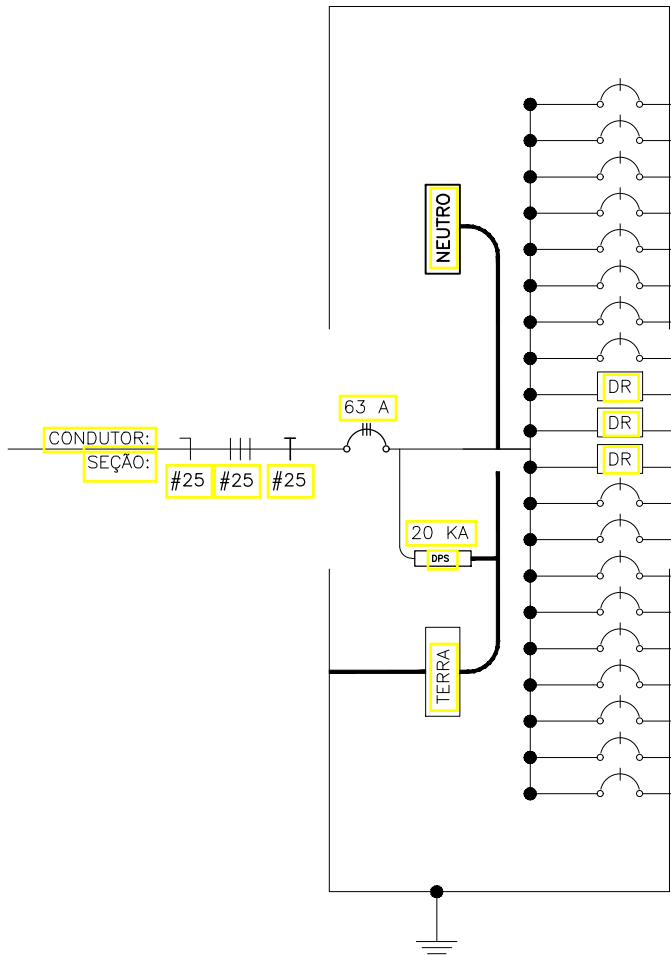 NEUTRO
DR
63 A
DR
CONDUTOR:
SEÇÃO:
DR
#25 #25 #25
20 KA
DPS
TERRA